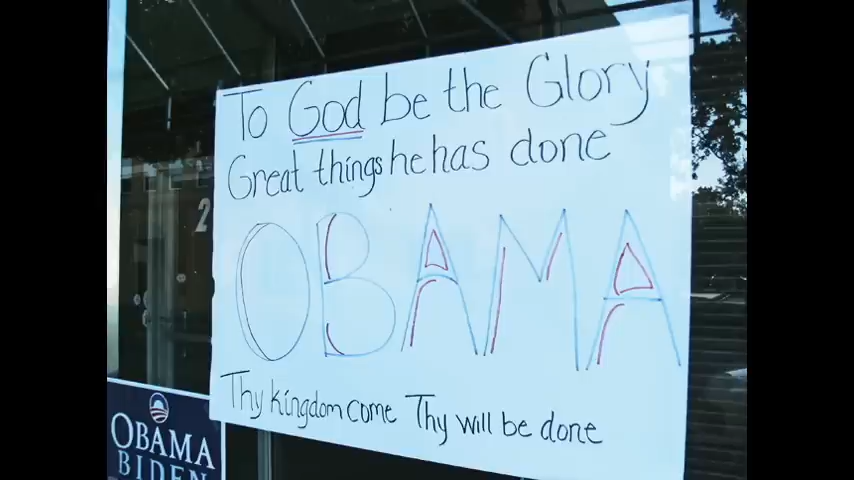 To God be the Glory
Great things he has done
OBAMA
Thy kingdom come Thy will be done
2
OBAMA
BIDEN